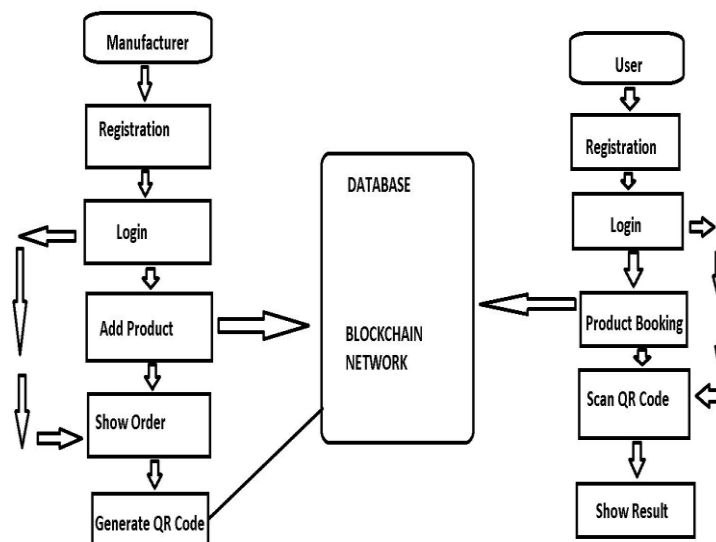 Manufacturer
Registration
Login
Add Product
Show Order
Generate QR Code
DATABASE
BLOCKCHAIN
NETWORK
User
Registration
Login
Product Booking
Scan QR Code
Show Result